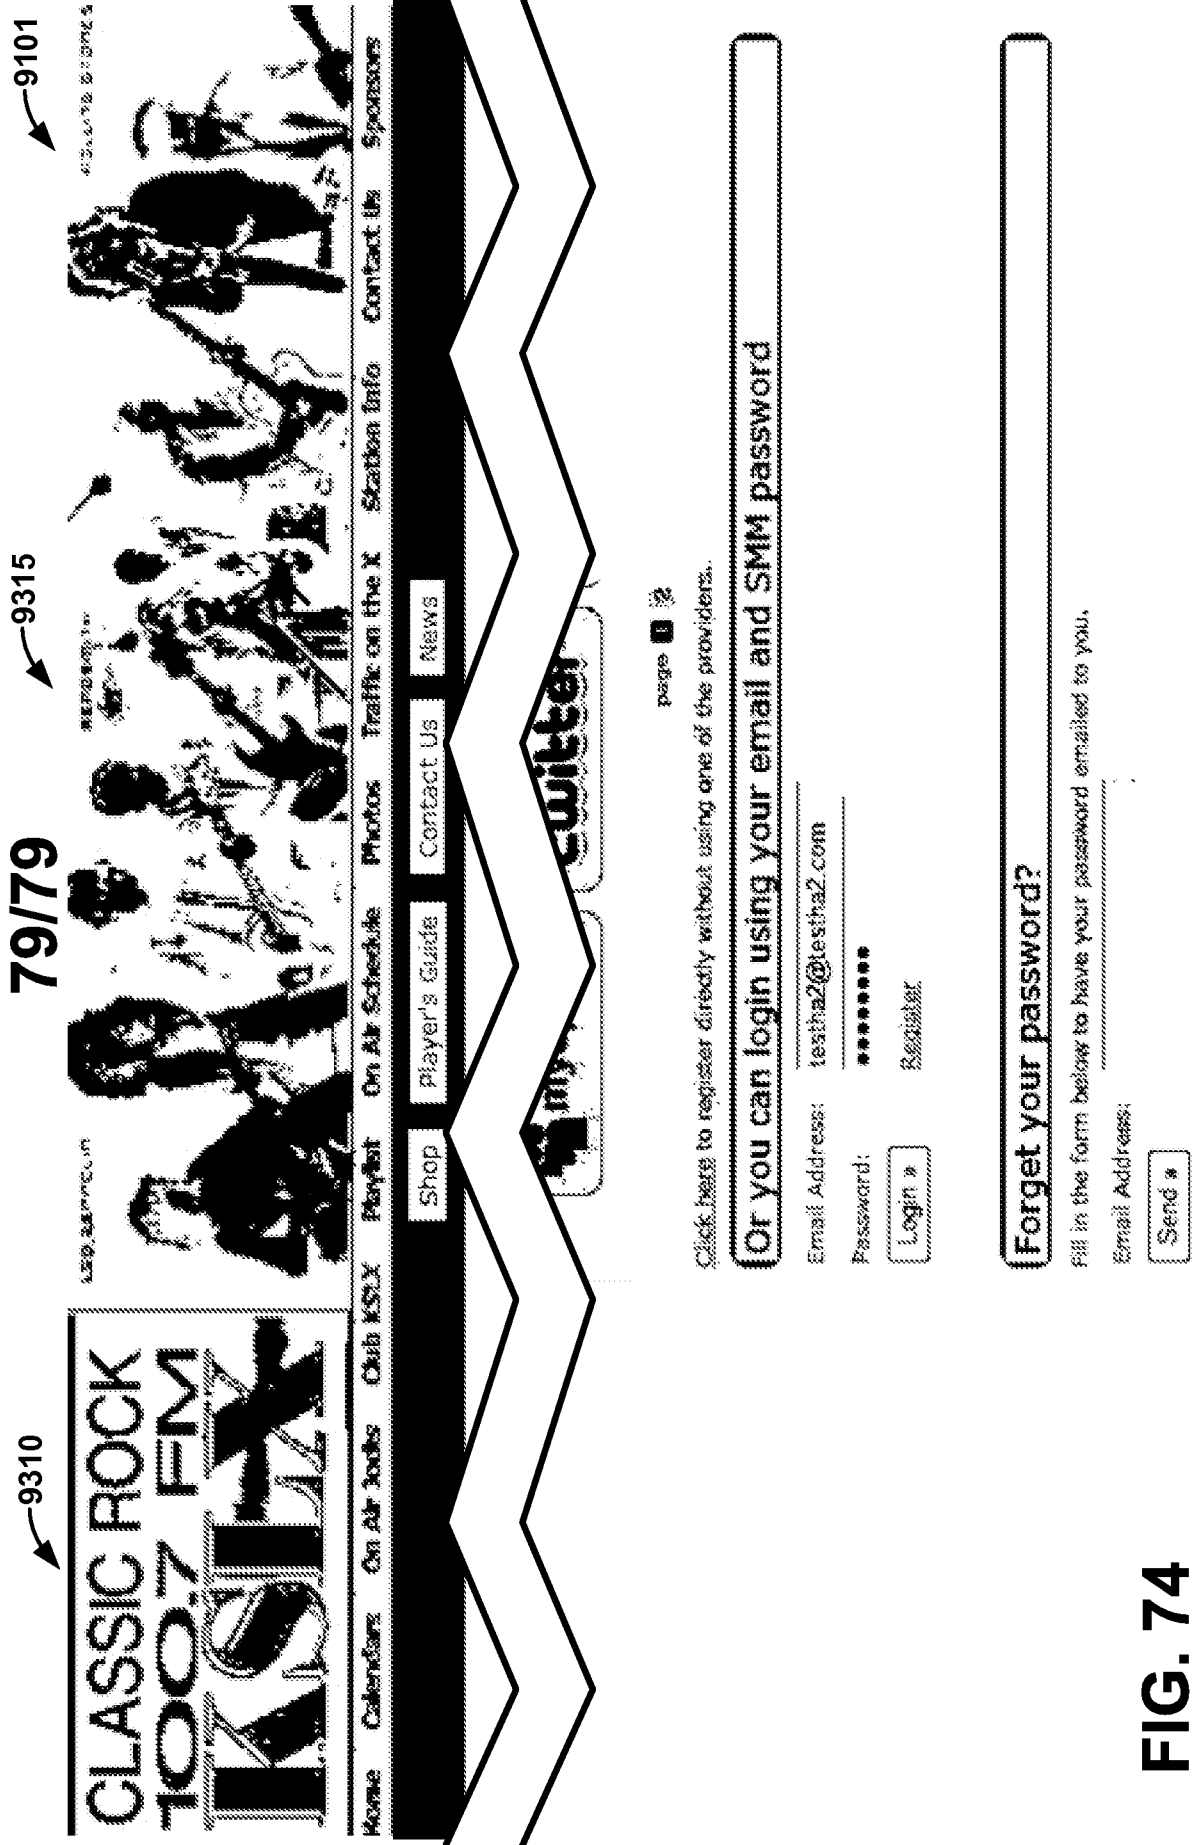 79/79
9310
9315
9101
CLASSIC ROCK
100.7 FM
KSLX
Home Calendars On Air Jocks Club KSLX Playlist On Air Schedule Photos Traffic on the X Station Info Contact Us Sponsors
Shop Player's Guide Contact Us News
my
twitter
page 1 2
Click here to register directly without using one of the providers..
Or you can login using your email and SMM password
Email Address: testha2@testha2.com
Password: ••••••••
Login » Register
Forget your password?
Fill in the form below to have your password emailed to you.
Email Address:
Send »
FIG. 74